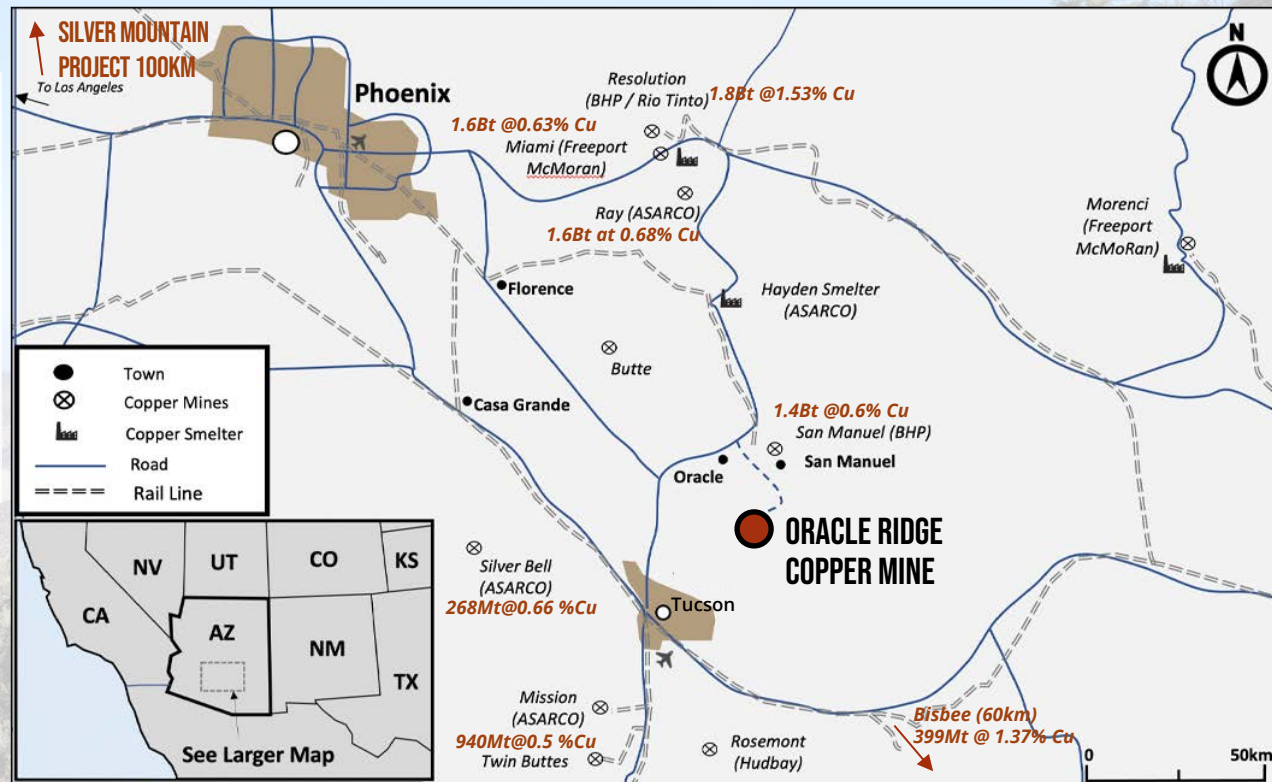 SILVER MOUNTAIN
PROJECT 100KM
To Los Angeles
Phoenix
N
Resolution
(BHP / Rio Tinto)
1.8Bt @1.53% Cu
1.6Bt @0.63% Cu
Miami (Freeport
McMoran)
Ray (ASARCO)
1.6Bt at 0.68% Cu
Morenci
(Freeport
McMoRan)
Florence
Hayden Smelter
(ASARCO)
Butte
Town
Copper Mines
Copper Smelter
Road
Rail Line
Casa Grande
1.4Bt @0.6% Cu
San Manuel (BHP)
Oracle
San Manuel
ORACLE RIDGE
COPPER MINE
NV
UT
CO
KS
CA
AZ
NM
TX
See Larger Map
Silver Bell
(ASARCO)
268Mt@0.66 %Cu
Tucson
Mission
(ASARCO)
940Mt@0.5 %Cu
Twin Buttes
Rosemont
(Hudbay)
Bisbee (60km)
399Mt @ 1.37% Cu
0 50km